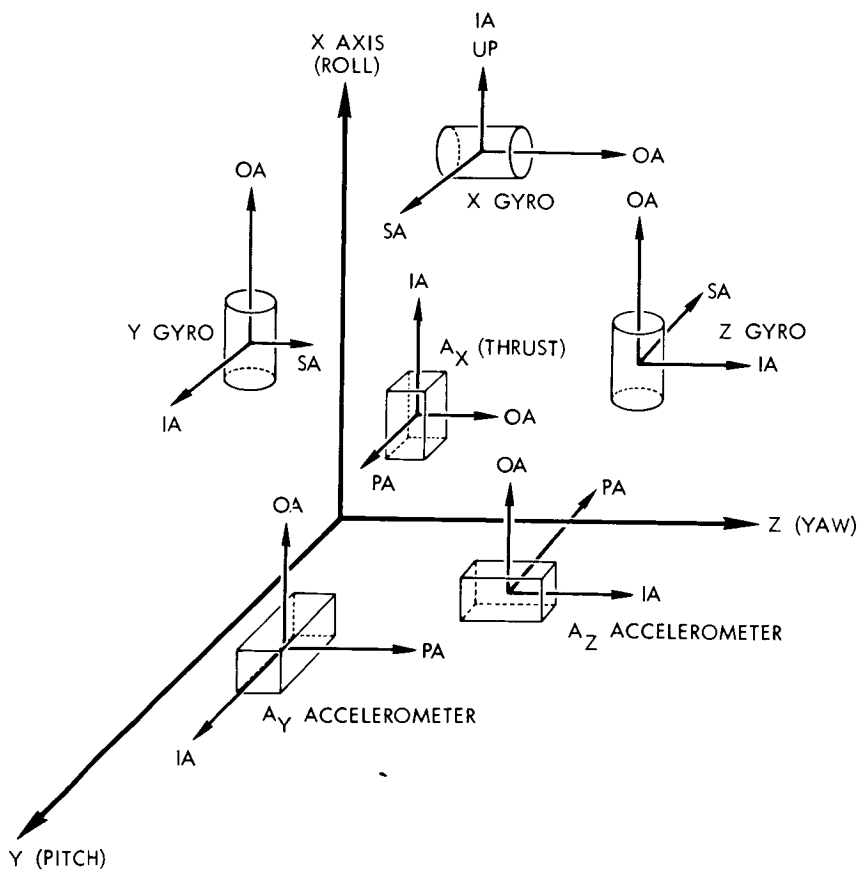 IA
UP
X AXIS
(ROLL)
OA
X GYRO
SA
OA
OA
SA
Y GYRO
Z GYRO
SA
IA
IA
IA
A_X (THRUST)
OA
PA
OA
PA
OA
Z (YAW)
IA
A_Z ACCELEROMETER
PA
A_Y ACCELEROMETER
IA
Y (PITCH)